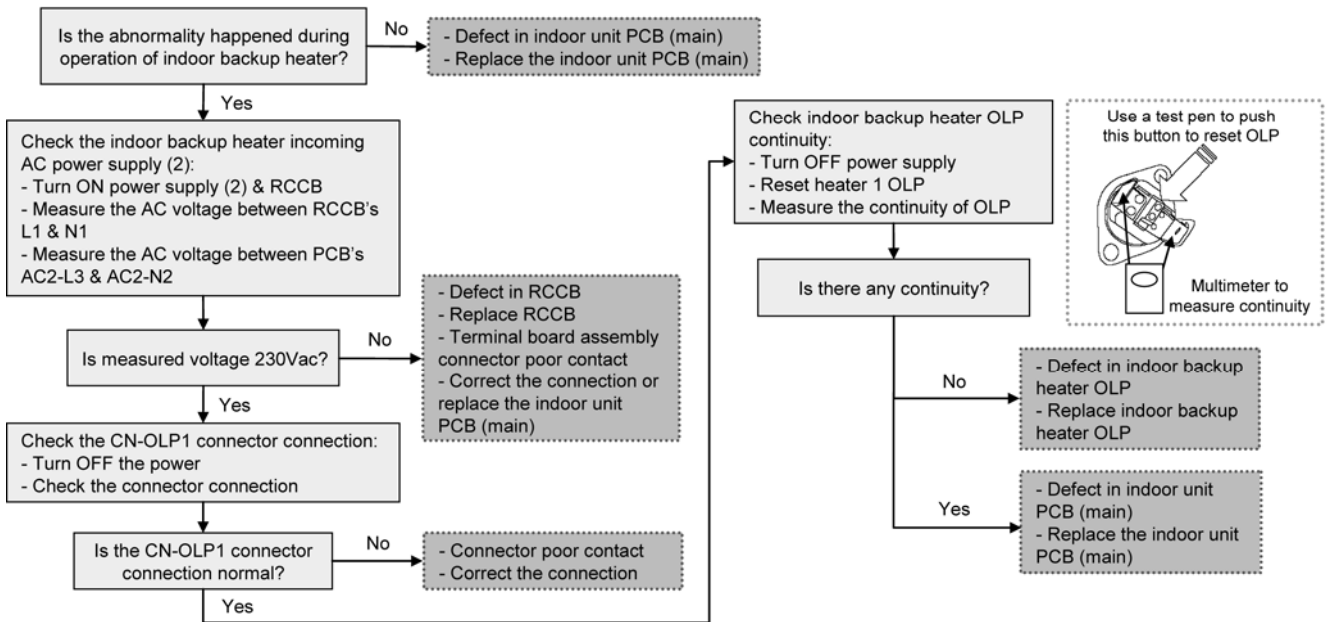 Is the abnormality happened during
operation of indoor backup heater?
No
- Defect in indoor unit PCB (main)
- Replace the indoor unit PCB (main)
Yes
Check the indoor backup heater incoming
AC power supply (2):
- Turn ON power supply (2) & RCCB
- Measure the AC voltage between RCCB's
L1 & N1
- Measure the AC voltage between PCB's
AC2-L3 & AC2-N2
Is measured voltage 230Vac?
No
- Defect in RCCB
- Replace RCCB
- Terminal board assembly
connector poor contact
- Correct the connection or
replace the indoor unit
PCB (main)
Yes
Check the CN-OLP1 connector connection:
- Turn OFF the power
- Check the connector connection
Is the CN-OLP1 connector
connection normal?
No
- Connector poor contact
- Correct the connection
Yes
Check indoor backup heater OLP
continuity:
- Turn OFF power supply
- Reset heater 1 OLP
- Measure the continuity of OLP
Use a test pen to push
this button to reset OLP
Multimeter to
measure continuity
Is there any continuity?
No
- Defect in indoor backup
heater OLP
- Replace indoor backup
heater OLP
Yes
- Defect in indoor unit
PCB (main)
- Replace the indoor unit
PCB (main)